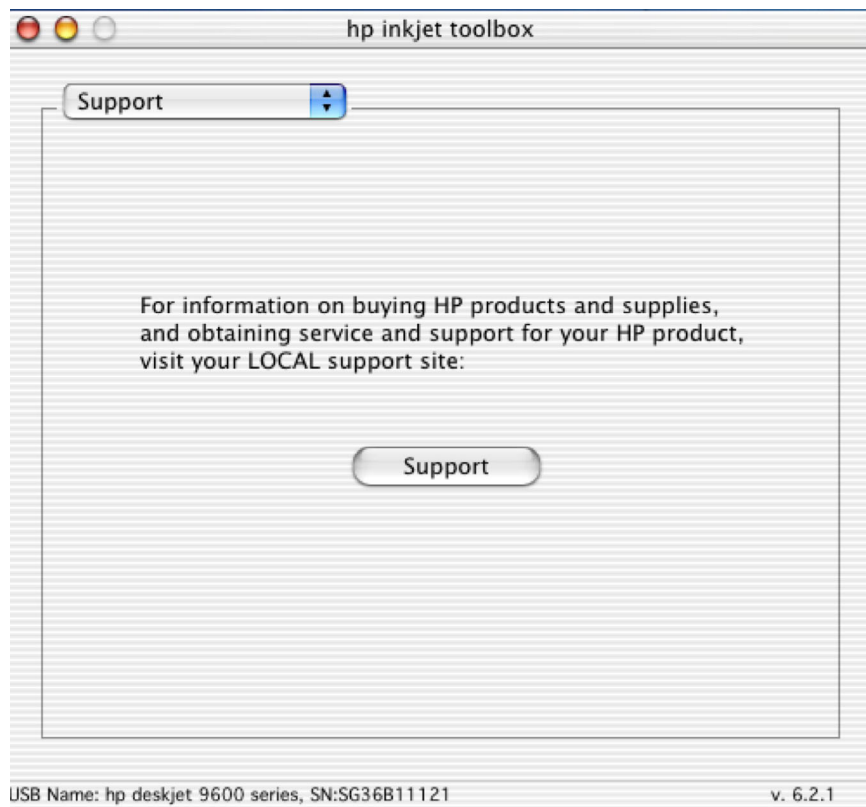 hp inkjet toolbox
Support
For information on buying HP products and supplies,
and obtaining service and support for your HP product,
visit your LOCAL support site:
Support
USB Name: hp deskjet 9600 series, SN:SG36B11121
v. 6.2.1